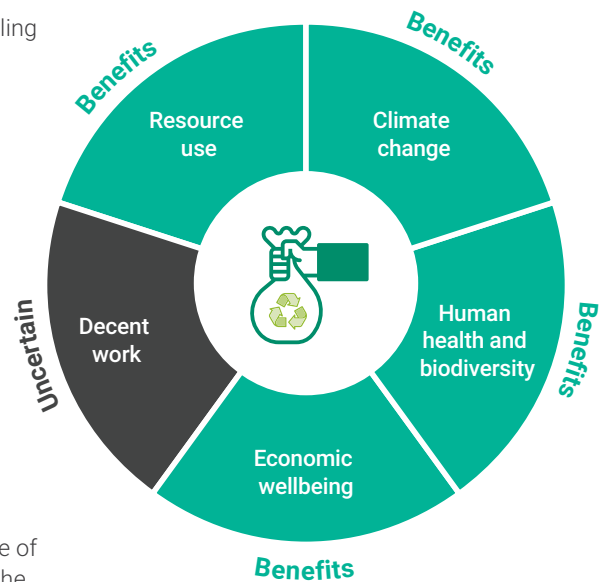 ling
Benefits
Benefits
Resource
use
Climate
change
Decent
work
Uncertain
Human
health and
biodiversity
Benefits
Economic
wellbeing
Benefits
e of
he